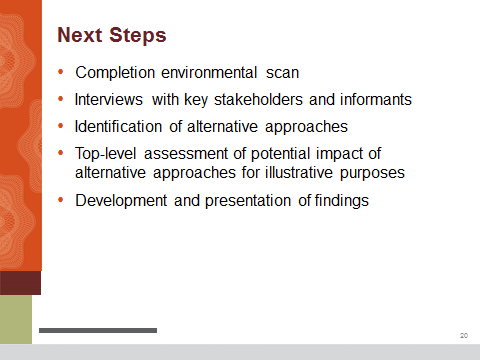 Next Steps
• Completion environmental scan
• Interviews with key stakeholders and informants
• Identification of alternative approaches
• Top-level assessment of potential impact of
alternative approaches for illustrative purposes
• Development and presentation of findings
20